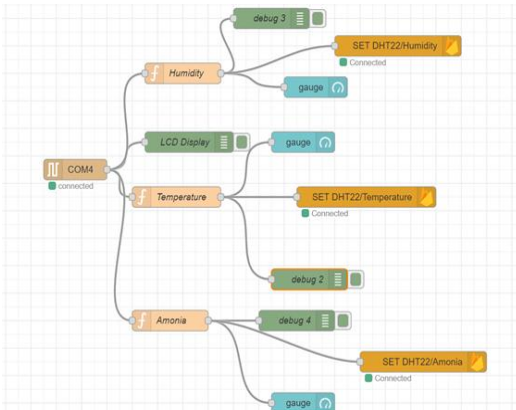 debug 3
SET DHT22/Humidity
Connected
Humidity
gauge
LCD Display
gauge
COM4
connected
Temperature
SET DHT22/Temperature
Connected
debug 2
Amonia
debug 4
SET DHT22/Amonia
Connected
gauge